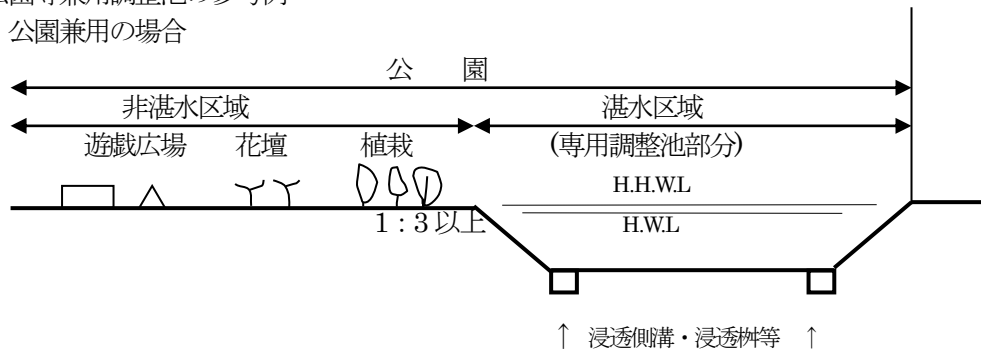 公園等兼用調整池の参考例
公園兼用の場合
公 園
非湛水区域 湛水区域
遊戯広場 花壇 植栽 (専用調整池部分)
H.H.W.L
1：3以上 H.W.L
↑ 浸透側溝・浸透桝等 ↑